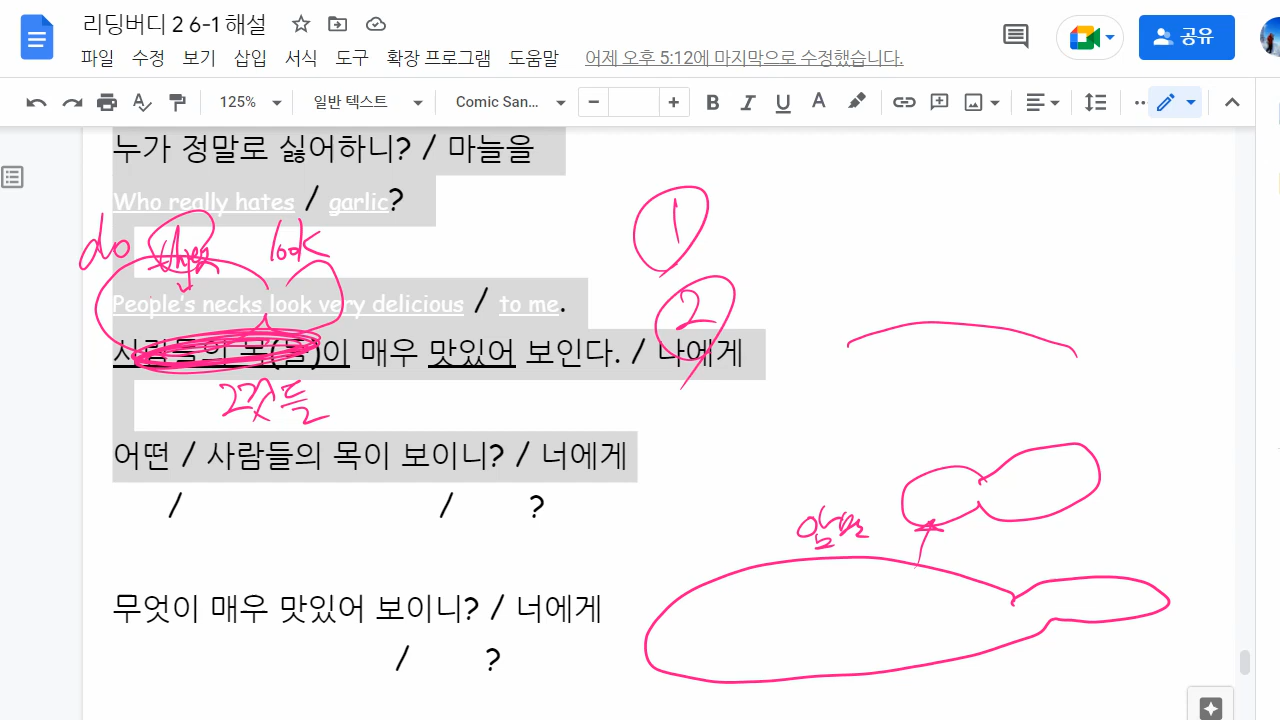 리딩버디 2 6-1 해설
파일 수정 보기 삽입 서식 도구 확장 프로그램 도움말 어제 오후 5:12에 마지막으로 수정했습니다. 공유
125% 일반 텍스트 Comic San...
누가 정말로 싫어하니? / 마늘을
Who really hates / garlic?
do they look
People's necks look very delicious / to me.
사람들의 목(들)이 매우 맛있어 보인다. / 나에게
그것들
어떤 / 사람들의 목이 보이니? / 너에게
/ / ?
무엇이 매우 맛있어 보이니? / 너에게
/ ?
1
2